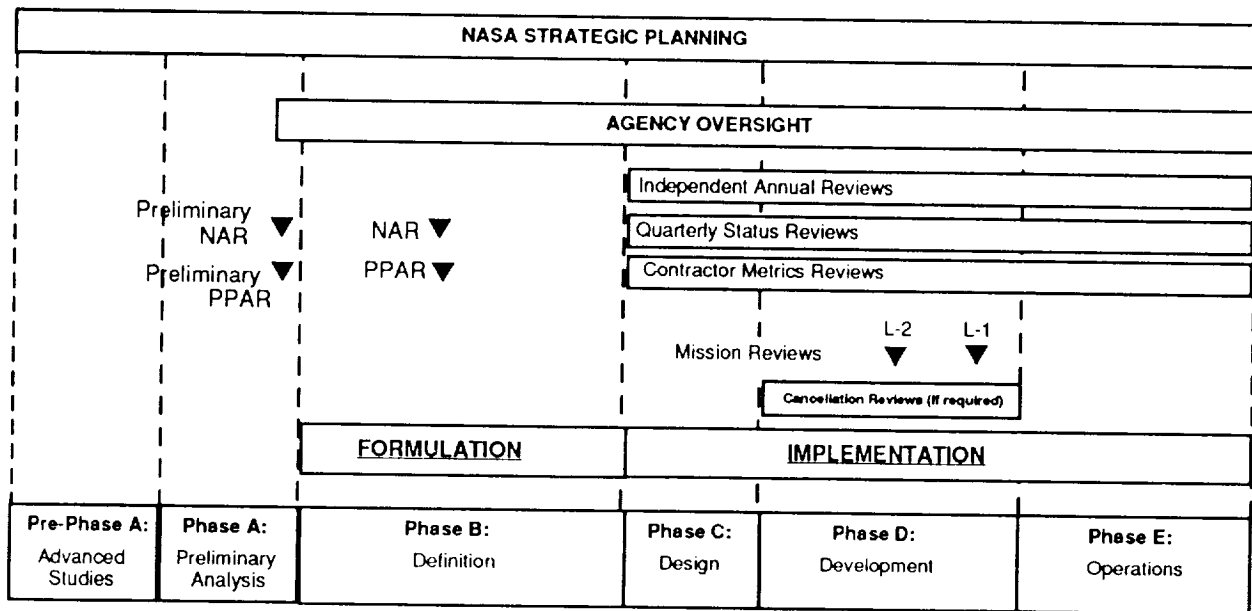 NASA STRATEGIC PLANNING
AGENCY OVERSIGHT
Independent Annual Reviews
Preliminary
NAR
NAR
Quarterly Status Reviews
Preliminary
PPAR
PPAR
Contractor Metrics Reviews
L-2
L-1
Mission Reviews
Cancellation Reviews (if required)
FORMULATION
IMPLEMENTATION
Pre-Phase A:
Advanced
Studies
Phase A:
Preliminary
Analysis
Phase B:
Definition
Phase C:
Design
Phase D:
Development
Phase E:
Operations